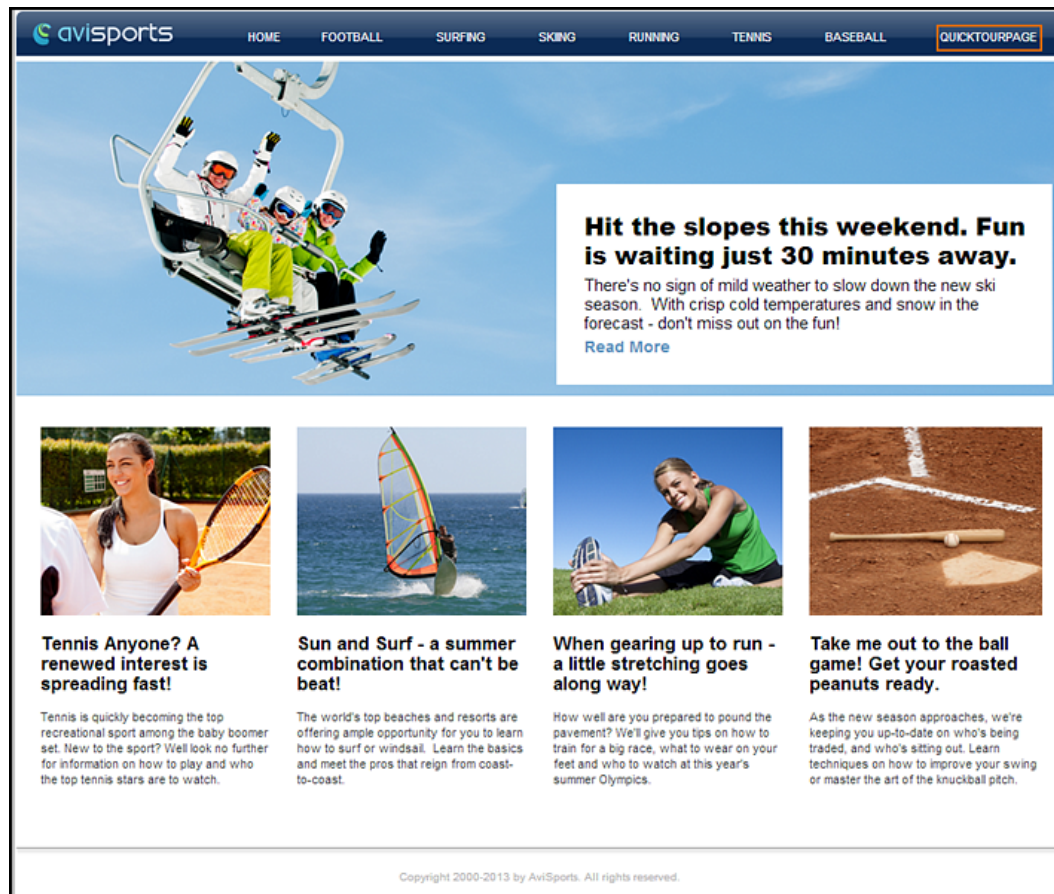 avisports
HOME FOOTBALL SURFING SKIING RUNNING TENNIS BASEBALL QUICKTOURPAGE
Hit the slopes this weekend. Fun
is waiting just 30 minutes away.
There's no sign of mild weather to slow down the new ski
season.  With crisp cold temperatures and snow in the
forecast - don't miss out on the fun!
Read More
Tennis Anyone? A
renewed interest is
spreading fast!
Tennis is quickly becoming the top
recreational sport among the baby boomer
set. New to the sport? Well look no further
for information on how to play and who
the top tennis stars are to watch.
Sun and Surf - a summer
combination that can't be
beat!
The world's top beaches and resorts are
offering ample opportunity for you to learn
how to surf or windsail.  Learn the basics
and meet the pros that reign from coast-
to-coast.
When gearing up to run -
a little stretching goes
along way!
How well are you prepared to pound the
pavement? We'll give you tips on how to
train for a big race, what to wear on your
feet and who to watch at this year's
summer Olympics.
Take me out to the ball
game! Get your roasted
peanuts ready.
As the new season approaches, we're
keeping you up-to-date on who's being
traded, and who's sitting out. Learn
techniques on how to improve your swing
or master the art of the knuckball pitch.
Copyright 2000-2013 by AviSports. All rights reserved.